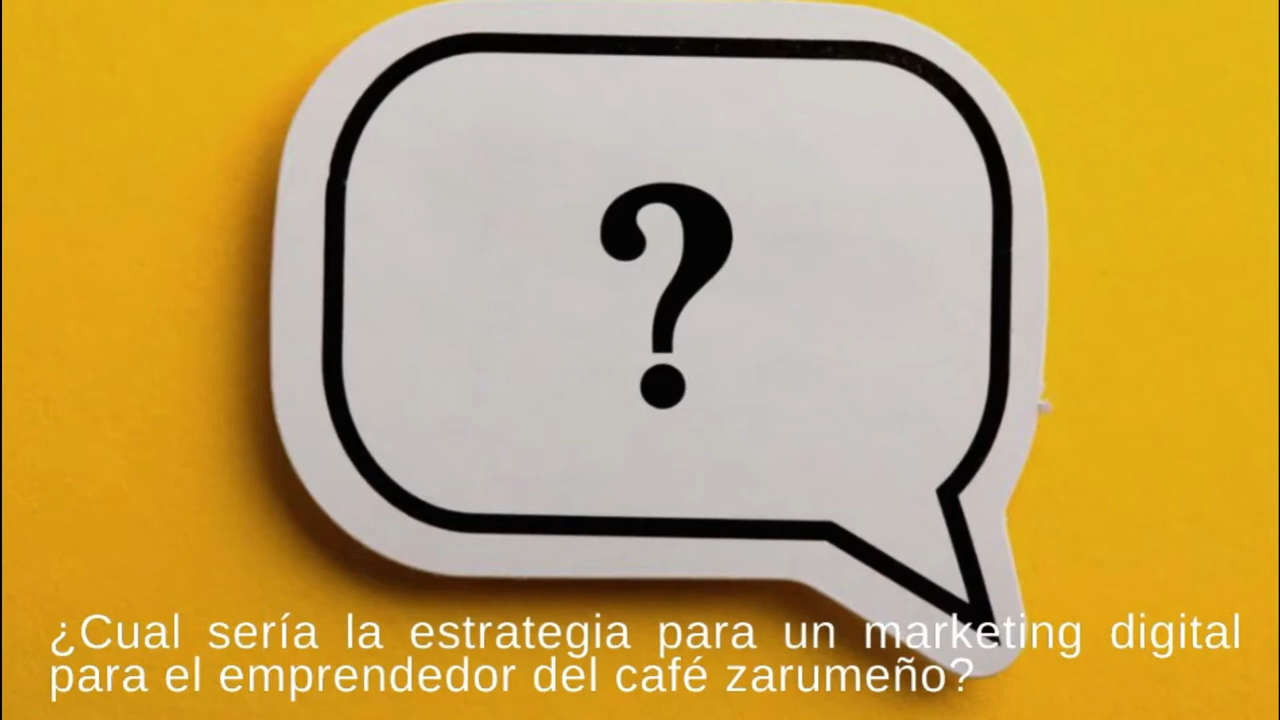 ?
¿Cual sería la estrategia para un marketing digital
para el emprendedor del café zarumeño?